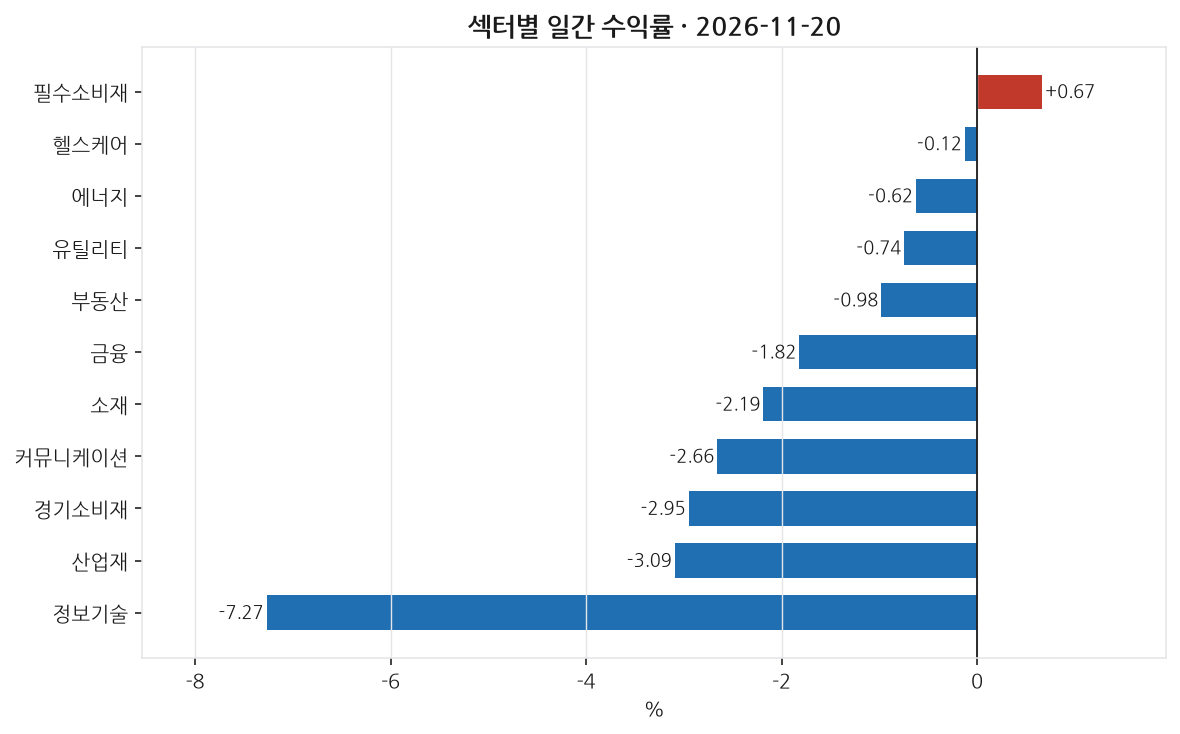 섹터별 일간 수익률 · 2026-11-20
필수소비재 +0.67
헬스케어 -0.12
에너지 -0.62
유틸리티 -0.74
부동산 -0.98
금융 -1.82
소재 -2.19
커뮤니케이션 -2.66
경기소비재 -2.95
산업재 -3.09
정보기술 -7.27
-8 -6 -4 -2 0
%